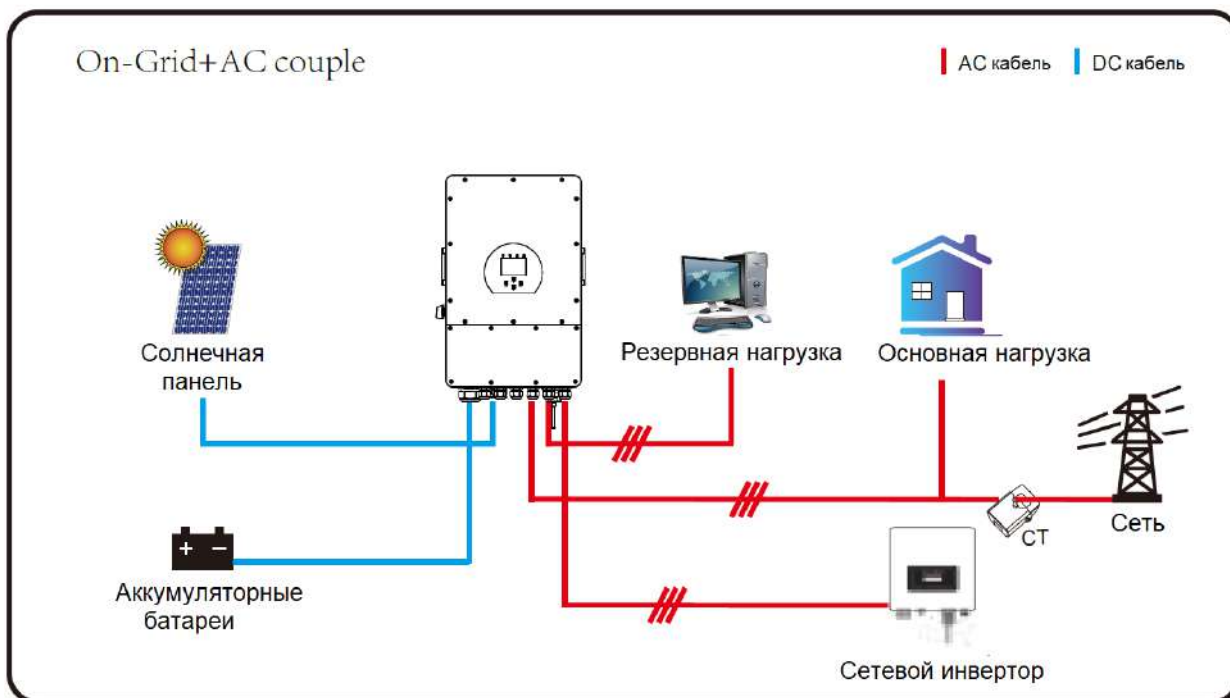 On-Grid+AC couple
AC кабель
DC кабель
Солнечная
панель
Резервная нагрузка
Основная нагрузка
Сеть
CT
Аккумуляторные
батареи
Сетевой инвертор